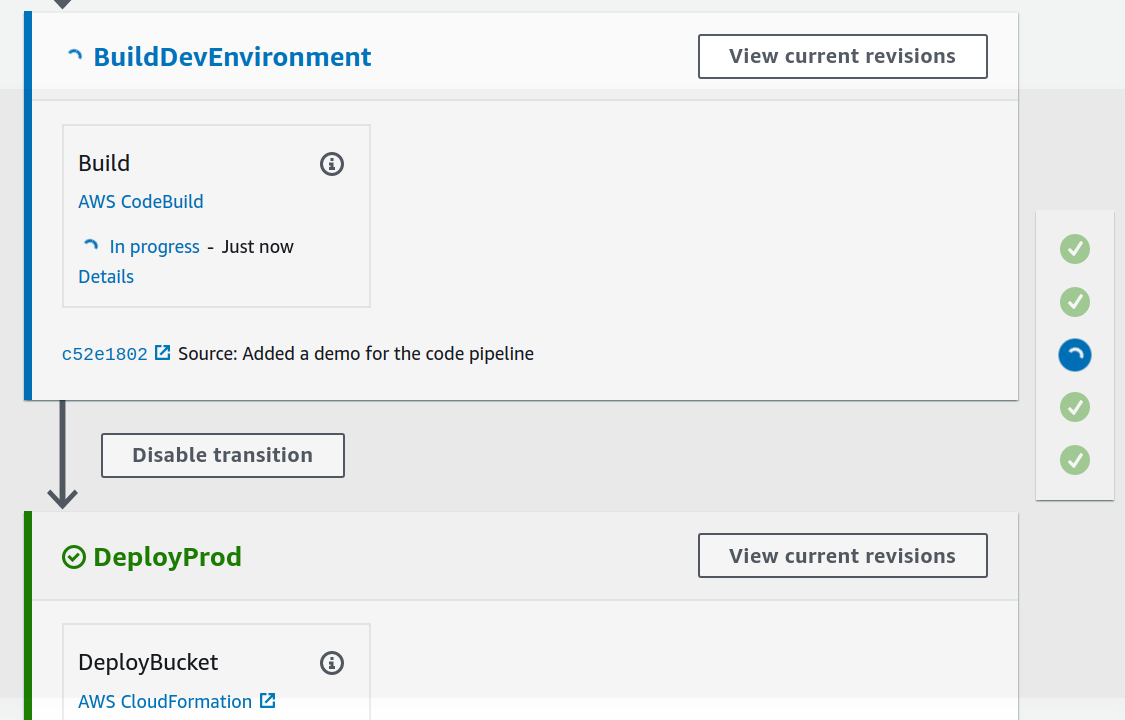 BuildDevEnvironment
View current revisions
Build
AWS CodeBuild
In progress - Just now
Details
c52e1802 Source: Added a demo for the code pipeline
Disable transition
DeployProd
View current revisions
DeployBucket
AWS CloudFormation